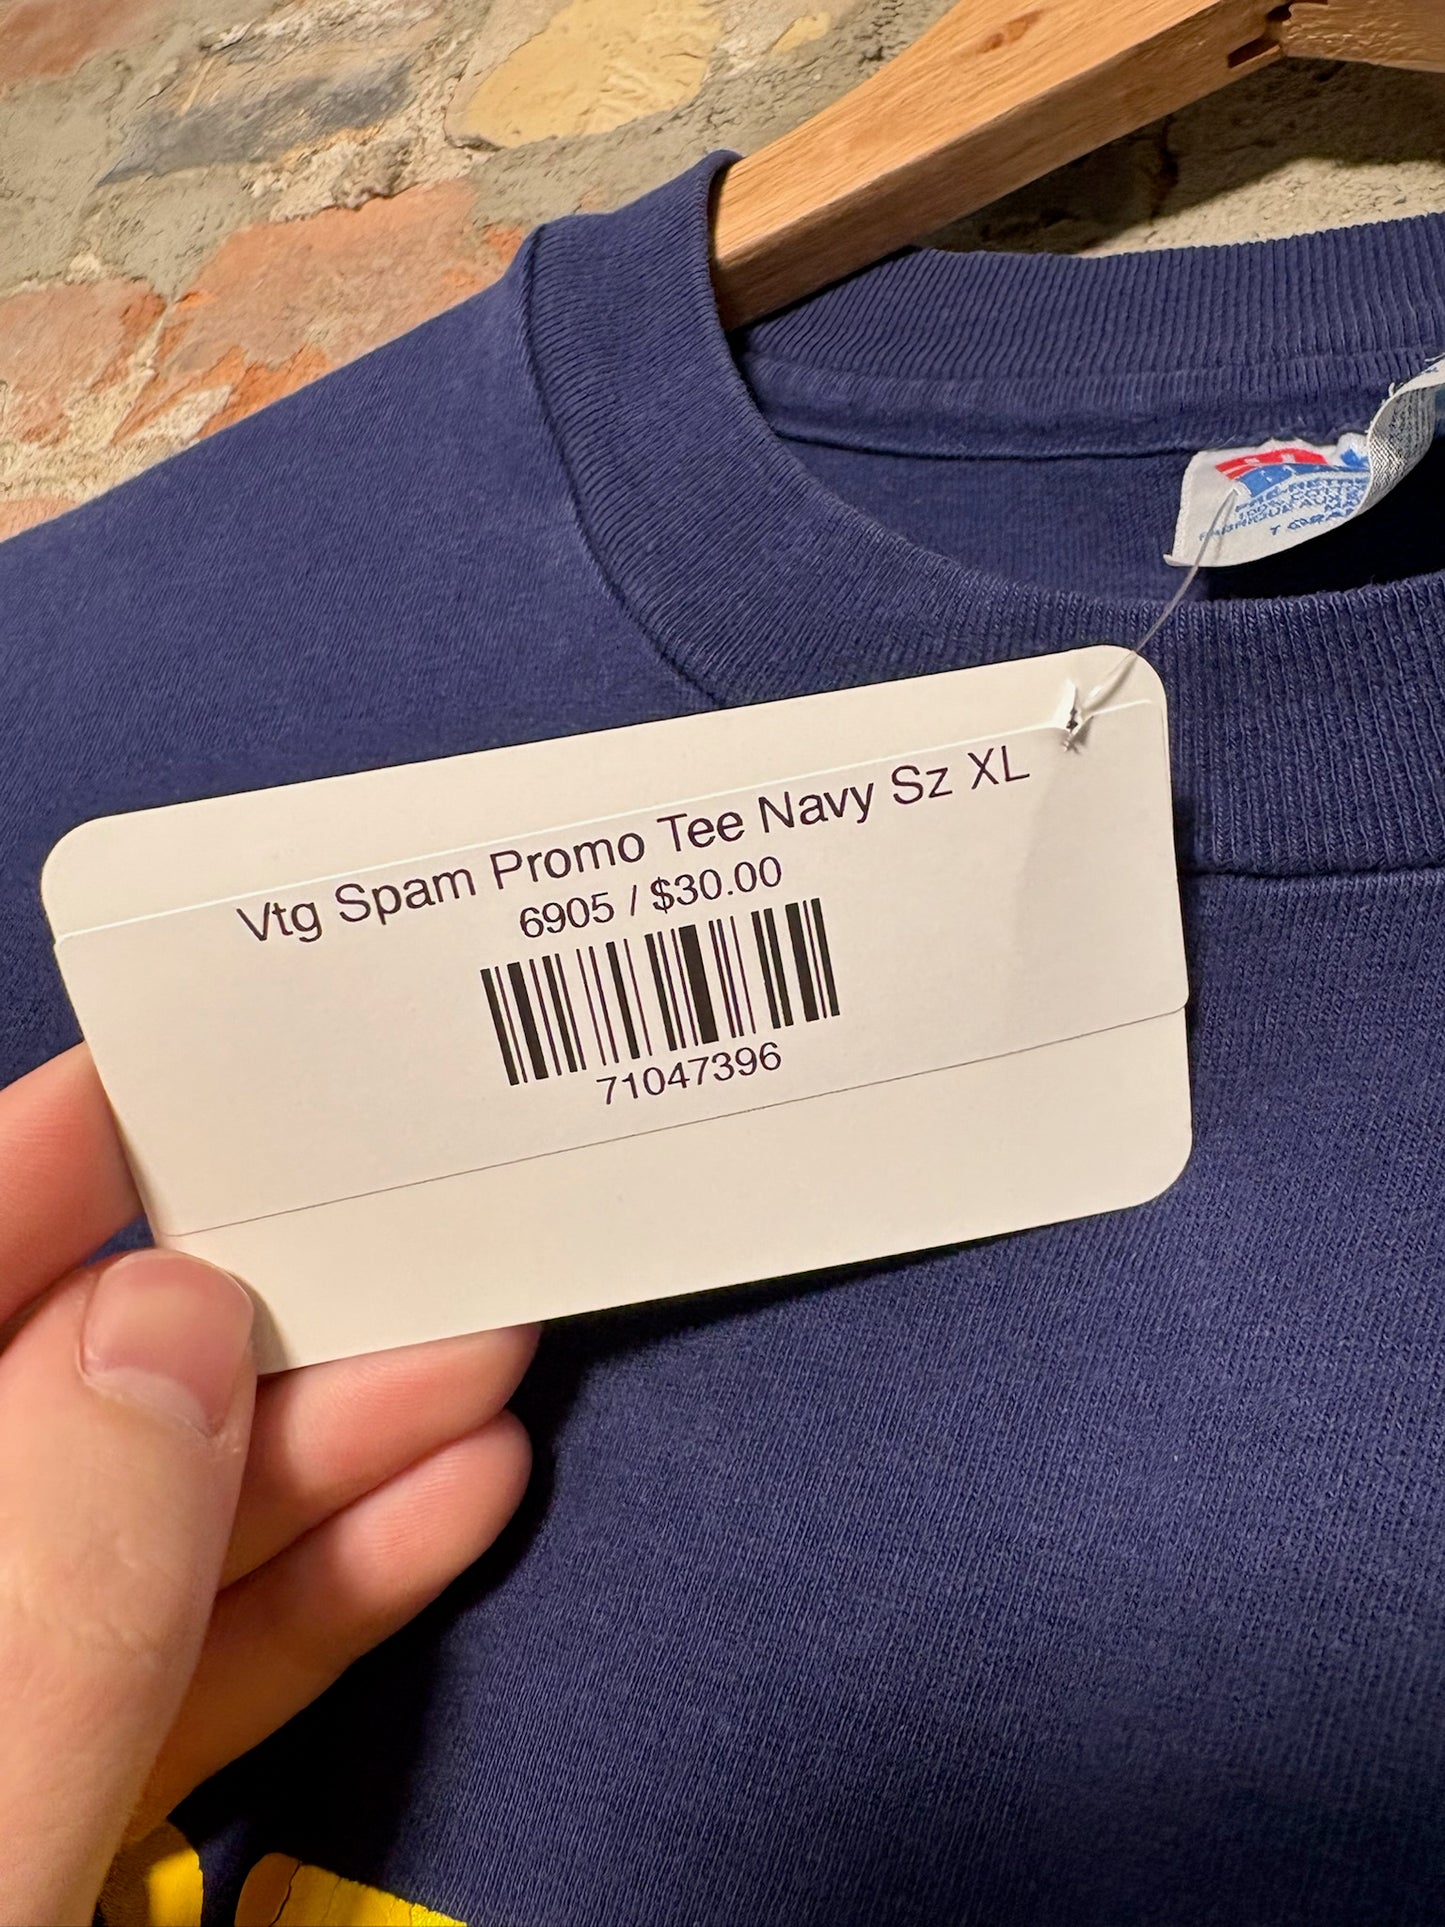 Vtg Spam Promo Tee Navy Sz XL
6905 / $30.00
71047396